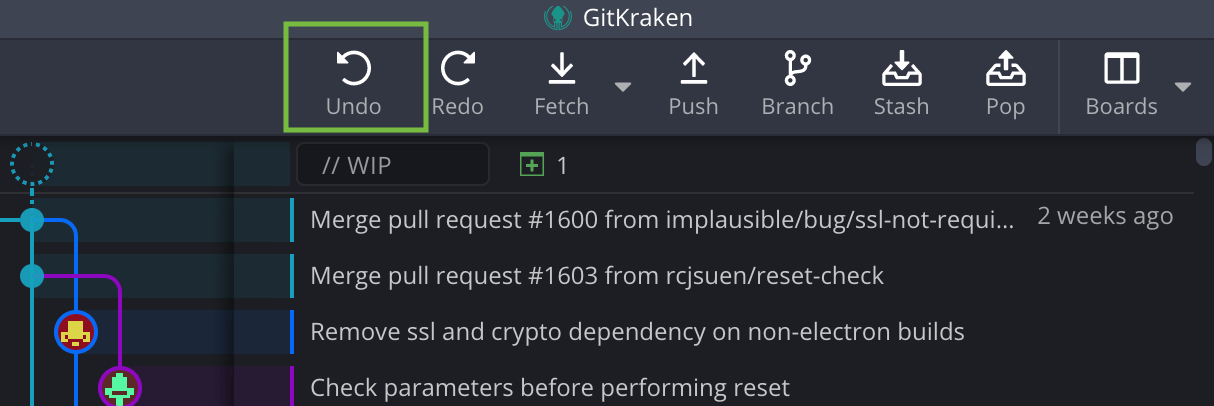 GitKraken
Undo Redo Fetch Push Branch Stash Pop Boards
// WIP 1
Merge pull request #1600 from implausible/bug/ssl-not-requi... 2 weeks ago
Merge pull request #1603 from rcjsuen/reset-check
Remove ssl and crypto dependency on non-electron builds
Check parameters before performing reset